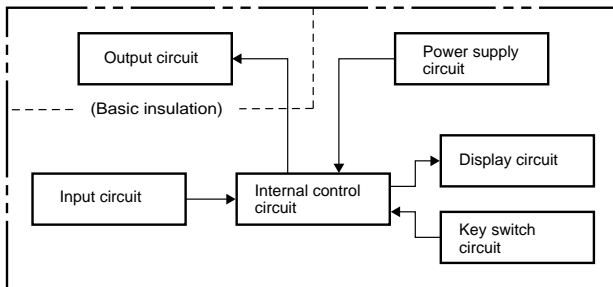 Output circuit
Power supply
circuit
(Basic insulation)
Display circuit
Input circuit
Internal control
circuit
Key switch
circuit